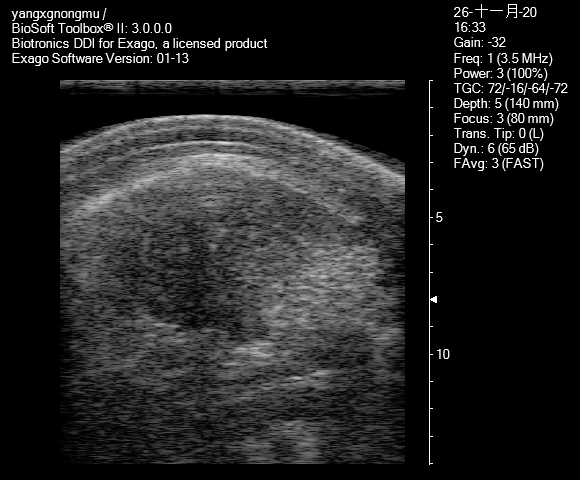 yangxgnongmu /
BioSoft Toolbox® II: 3.0.0.0
Biotronics DDI for Exago, a licensed product
Exago Software Version: 01-13
26-十一月-20
16:33
Gain: -32
Freq: 1 (3.5 MHz)
Power: 3 (100%)
TGC: 72/-16/-64/-72
Depth: 5 (140 mm)
Focus: 3 (80 mm)
Trans. Tip: 0 (L)
Dyn.: 6 (65 dB)
FAvg: 3 (FAST)
5
10